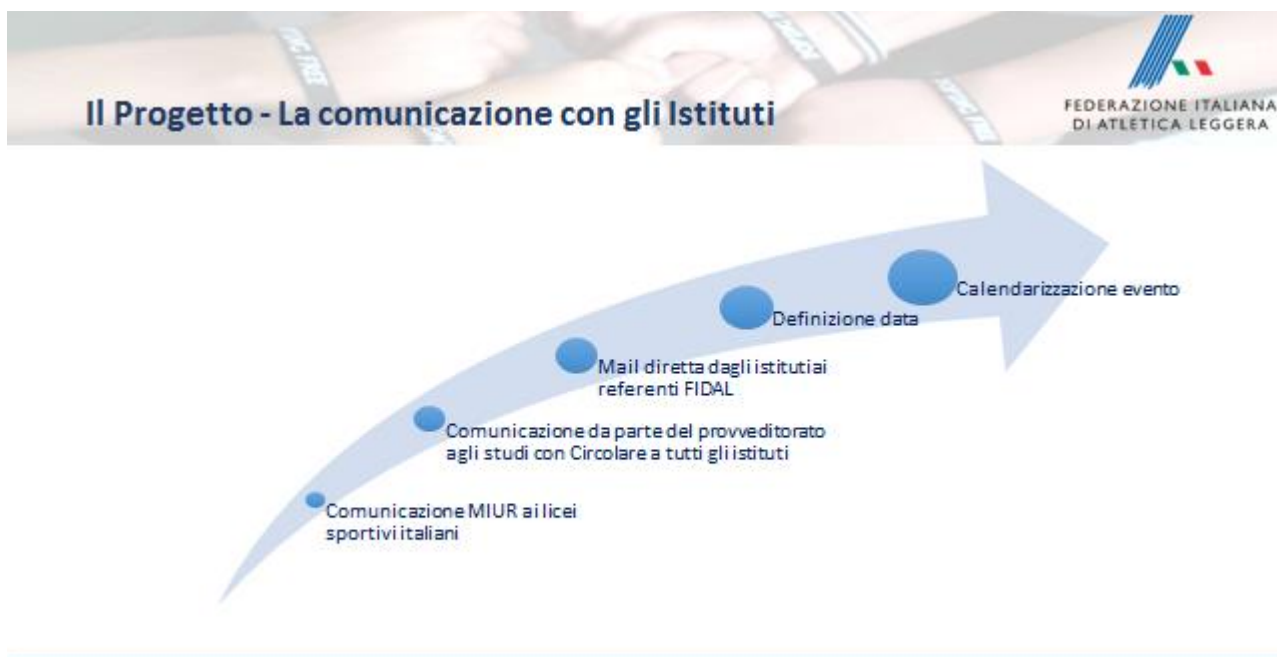 Il Progetto - La comunicazione con gli Istituti
FEDERAZIONE ITALIANA
DI ATLETICA LEGGERA
Calendarizzazione evento
Definizione data
Mail diretta dagli istitutiai
referenti FIDAL
Comunicazione da parte del provveditorato
agli studi con Circolare a tutti gli istituti
Comunicazione MIUR ai licei
sportivi italiani